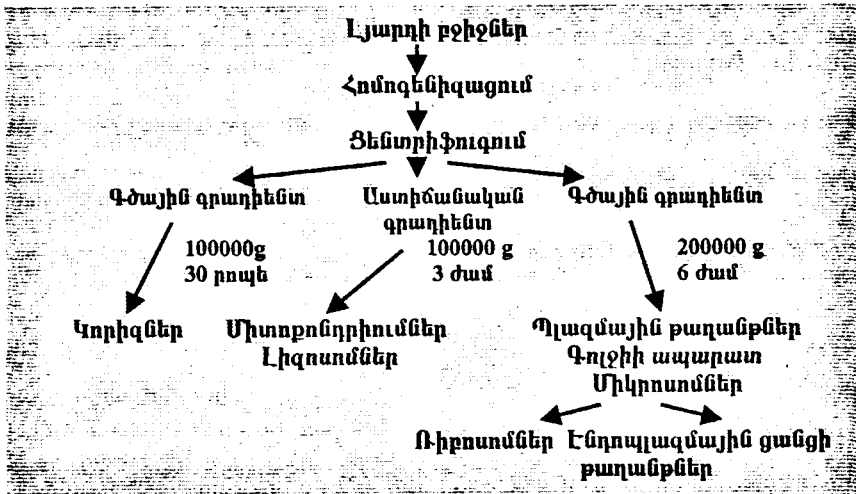 Լյարդի բջիջներ
Հոմոգենիզացում
Ցենտրիֆուգում
Գծային գրադիենտ
Աստիճանական
գրադիենտ
Գծային գրադիենտ
100000g
30 րոպե
100000 g
3 ժամ
200000 g
6 ժամ
Կորիզներ
Միտոքոնդրիումներ
Լիզոսոմներ
Պլազմային թաղանթներ
Գոլջիի ապարատ
Միկրոսոմներ
Ռիբոսոմներ
Էնդոպլազմային ցանցի
թաղանթներ